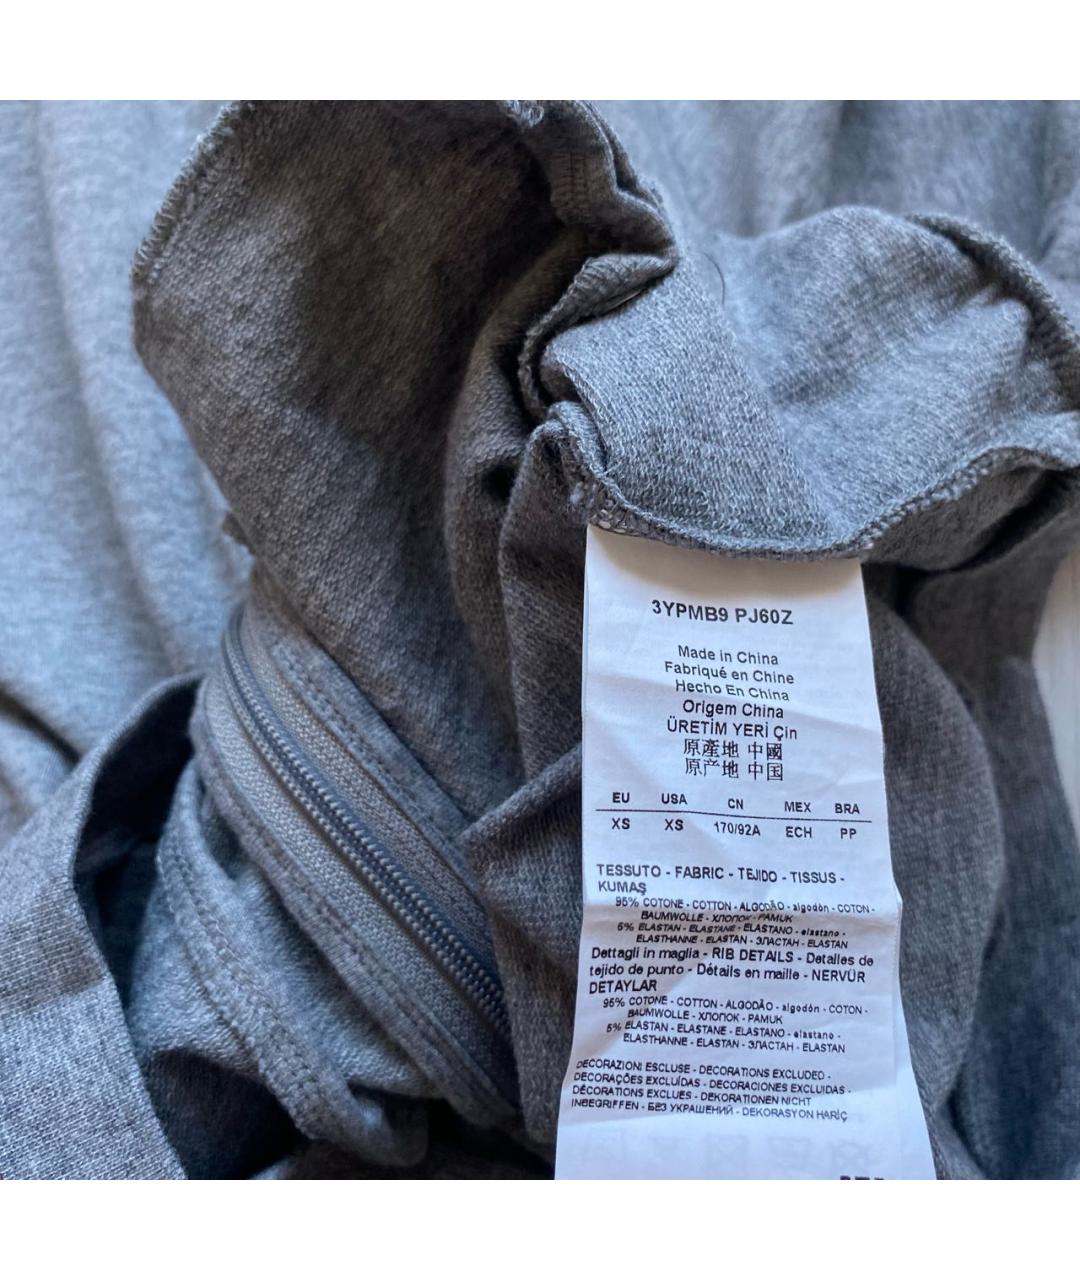 3YPMB9 PJ60Z
Made in China
Fabriqué en Chine
Hecho En China
Origem China
ÜRETİM YERİ Çin
原產地 中國
原产地 中国
EU USA CN MEX BRA
XS XS 170/92A ECH PP
TESSUTO - FABRIC - TEJIDO - TISSUS -
KUMAŞ
95% COTONE - COTTON - ALGODÃO - algodón - COTON -
BAUMWOLLE - ХЛОПОК - PAMUK
5% ELASTAN - ELASTANE - ELASTANO - elastano -
ELASTHANNE - ELASTAN - ЭЛАСТАН - ELASTAN
Dettagli in maglia - RIB DETAILS - Detalles de
tejido de punto - Détails en maille - NERVÜR
DETAYLAR
95% COTONE - COTTON - ALGODÃO - algodón - COTON -
BAUMWOLLE - ХЛОПОК - PAMUK
5% ELASTAN - ELASTANE - ELASTANO - elastano -
ELASTHANNE - ELASTAN - ЭЛАСТАН - ELASTAN
DECORAZIONI ESCLUSE - DECORATIONS EXCLUDED -
DECORAÇÕES EXCLUÍDAS - DECORACIONES EXCLUIDAS -
DÉCORATIONS EXCLUES - DEKORATIONEN NICHT
INBEGRIFFEN - БЕЗ УКРАШЕНИЙ - DEKORASYON HARİÇ